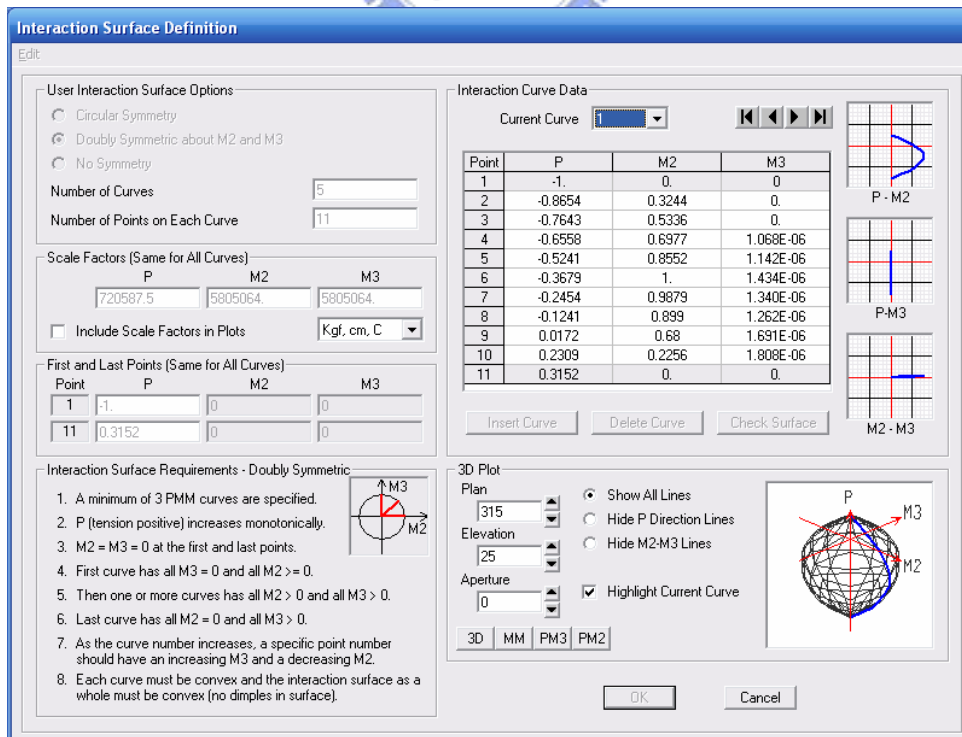 Interaction Surface Definition
Edit
User Interaction Surface Options
Circular Symmetry
Doubly Symmetric about M2 and M3
No Symmetry
Number of Curves 5
Number of Points on Each Curve 11
Scale Factors (Same for All Curves)
P M2 M3
720587.5 5805064. 5805064.
Include Scale Factors in Plots Kgf, cm, C
First and Last Points (Same for All Curves)
Point P M2 M3
1 -1. 0 0
11 0.3152 0 0
Interaction Surface Requirements - Doubly Symmetric
1. A minimum of 3 PMM curves are specified.
2. P (tension positive) increases monotonically.
3. M2 = M3 = 0 at the first and last points.
4. First curve has all M3 = 0 and all M2 >= 0.
5. Then one or more curves has all M2 > 0 and all M3 > 0.
6. Last curve has all M2 = 0 and all M3 > 0.
7. As the curve number increases, a specific point number
should have an increasing M3 and a decreasing M2.
8. Each curve must be convex and the interaction surface as a
whole must be convex (no dimples in surface).
M3
M2
Interaction Curve Data
Current Curve 1
Point P M2 M3
1 -1. 0. 0
2 -0.8654 0.3244 0.
3 -0.7643 0.5336 0.
4 -0.6558 0.6977 1.068E-06
5 -0.5241 0.8552 1.142E-06
6 -0.3679 1. 1.434E-06
7 -0.2454 0.9879 1.340E-06
8 -0.1241 0.899 1.262E-06
9 0.0172 0.68 1.691E-06
10 0.2309 0.2256 1.808E-06
11 0.3152 0. 0.
Insert Curve Delete Curve Check Surface
P - M2
P-M3
M2 - M3
3D Plot
Plan
315
Elevation
25
Aperture
0
Show All Lines
Hide P Direction Lines
Hide M2-M3 Lines
Highlight Current Curve
3D MM PM3 PM2
P
M3
M2
OK Cancel